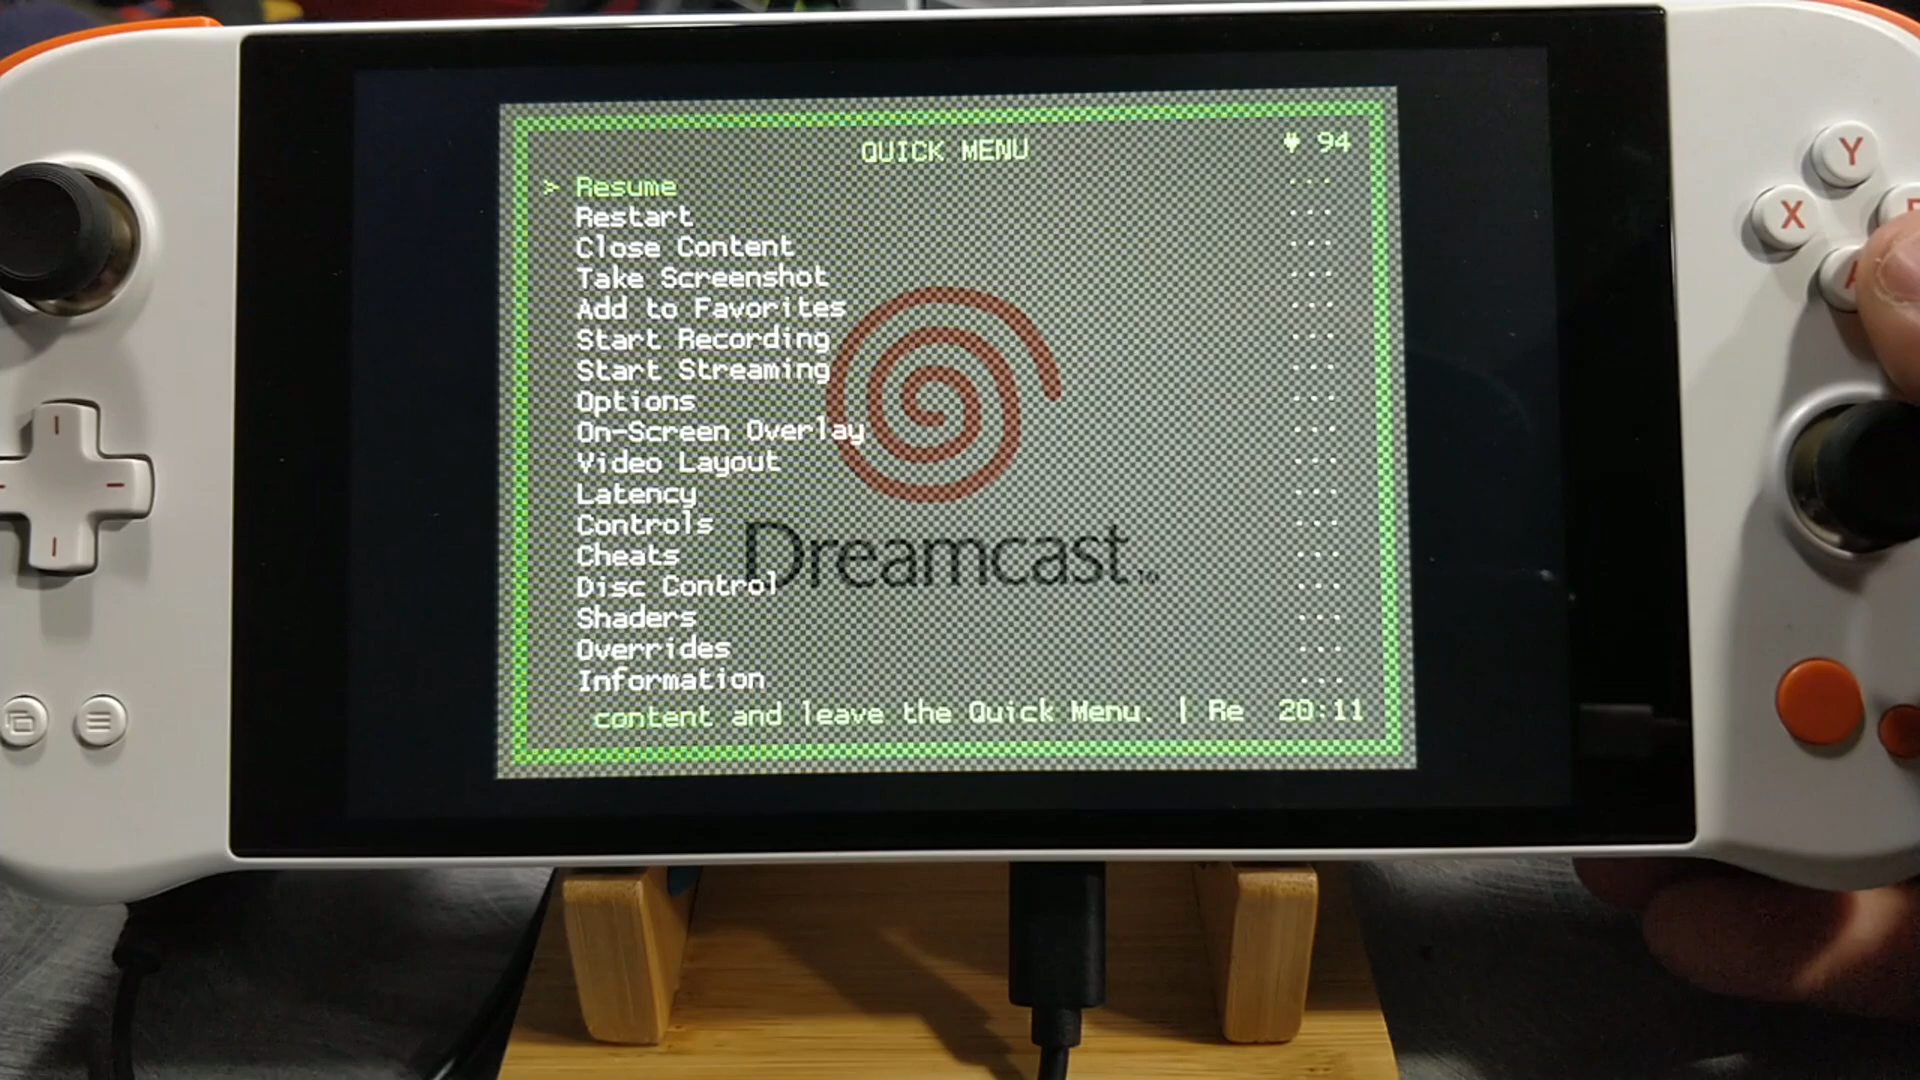 QUICK MENU
94
> Resume ...
Restart ...
Close Content ...
Take Screenshot ...
Add to Favorites ...
Start Recording ...
Start Streaming ...
Options ...
On-Screen Overlay ...
Video Layout ...
Latency ...
Controls ...
Cheats ...
Disc Control ...
Shaders ...
Overrides ...
Information ...
content and leave the Quick Menu. | Re 20:11
Dreamcast
Y
X
A